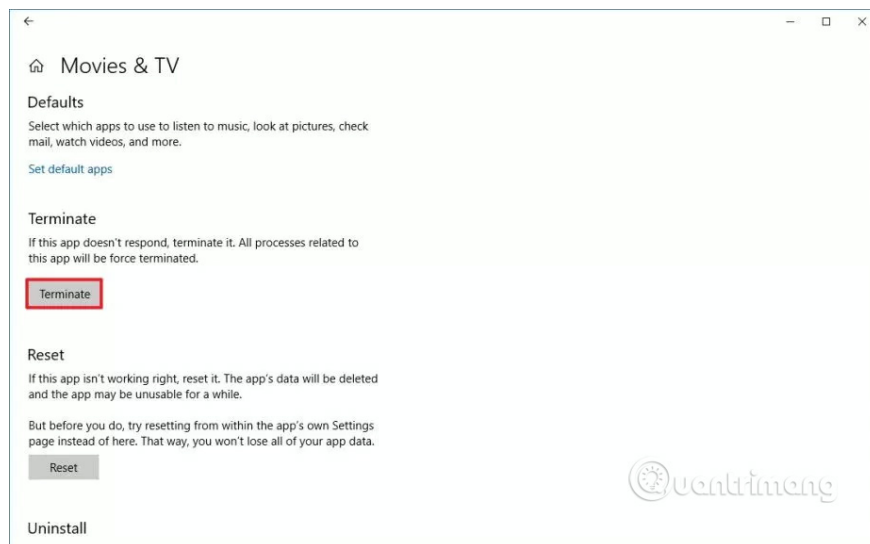 Movies & TV
Defaults
Select which apps to use to listen to music, look at pictures, check
mail, watch videos, and more.
Set default apps
Terminate
If this app doesn't respond, terminate it. All processes related to
this app will be force terminated.
Terminate
Reset
If this app isn't working right, reset it. The app's data will be deleted
and the app may be unusable for a while.
But before you do, try resetting from within the app's own Settings
page instead of here. That way, you won't lose all of your app data.
Reset
Quantrimang
Uninstall